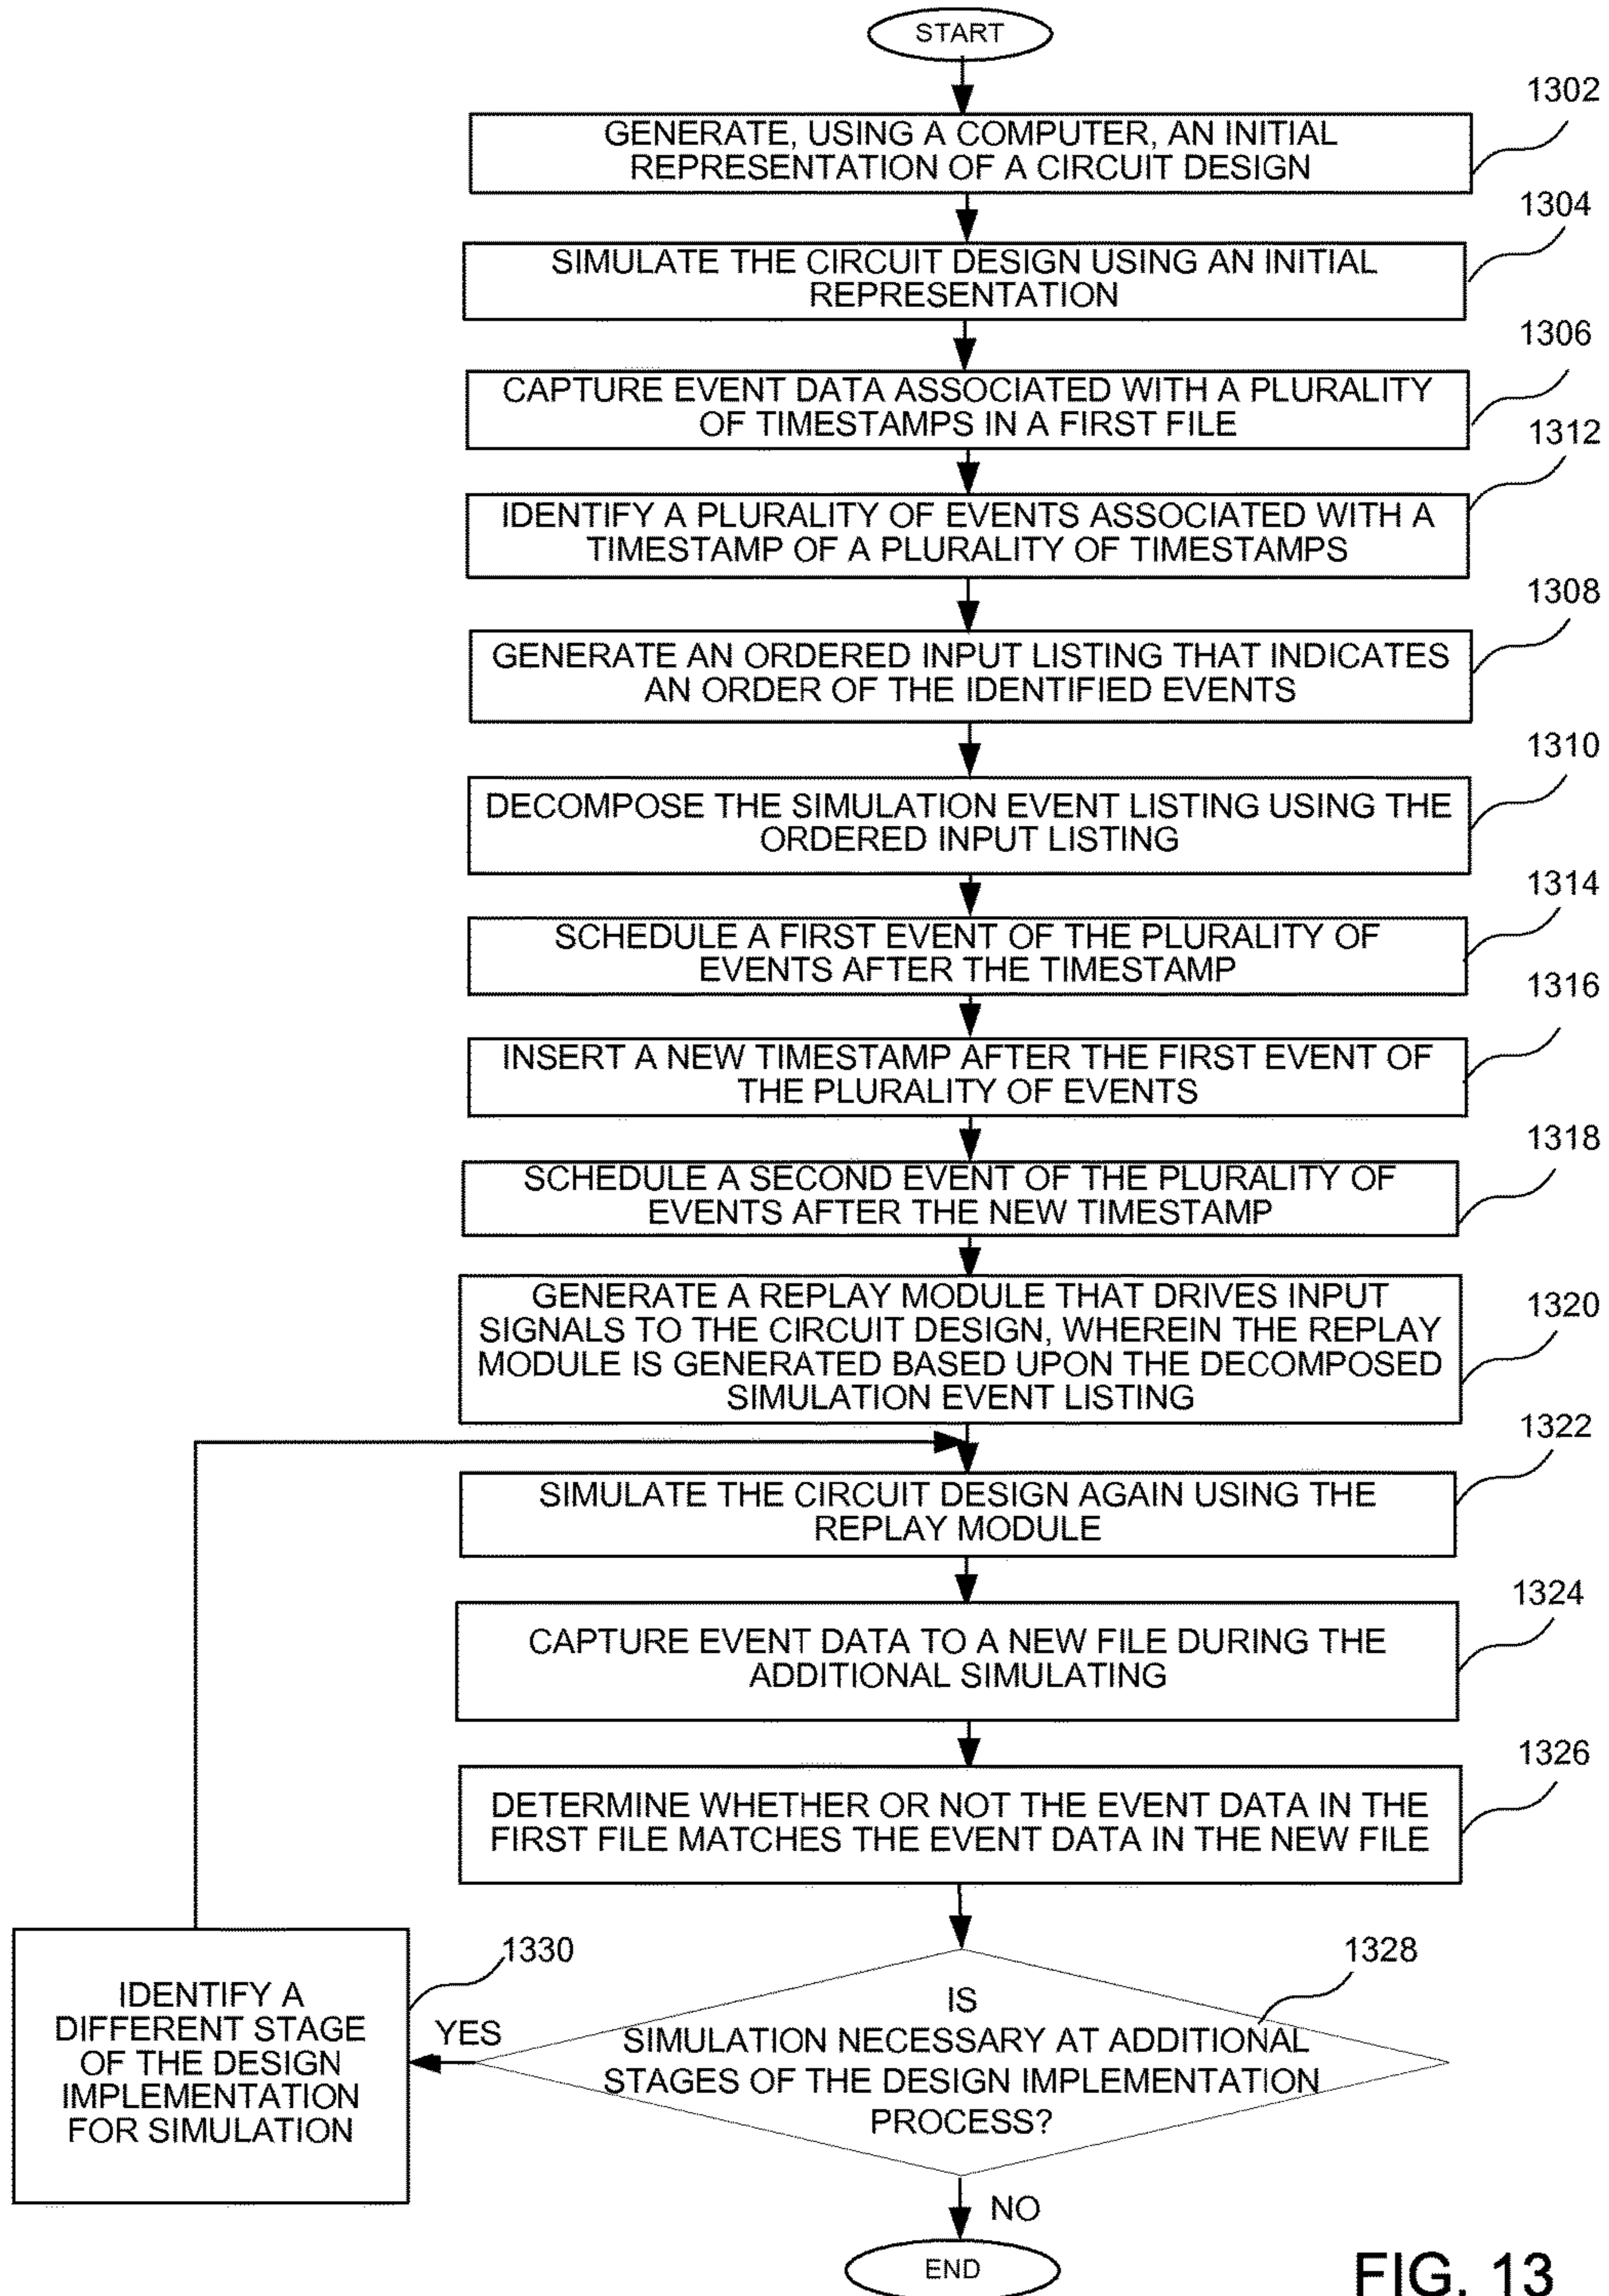 START
1302
GENERATE, USING A COMPUTER, AN INITIAL
REPRESENTATION OF A CIRCUIT DESIGN
1304
SIMULATE THE CIRCUIT DESIGN USING AN INITIAL
REPRESENTATION
1306
CAPTURE EVENT DATA ASSOCIATED WITH A PLURALITY
OF TIMESTAMPS IN A FIRST FILE
1312
IDENTIFY A PLURALITY OF EVENTS ASSOCIATED WITH A
TIMESTAMP OF A PLURALITY OF TIMESTAMPS
1308
GENERATE AN ORDERED INPUT LISTING THAT INDICATES
AN ORDER OF THE IDENTIFIED EVENTS
1310
DECOMPOSE THE SIMULATION EVENT LISTING USING THE
ORDERED INPUT LISTING
1314
SCHEDULE A FIRST EVENT OF THE PLURALITY OF
EVENTS AFTER THE TIMESTAMP
1316
INSERT A NEW TIMESTAMP AFTER THE FIRST EVENT OF
THE PLURALITY OF EVENTS
1318
SCHEDULE A SECOND EVENT OF THE PLURALITY OF
EVENTS AFTER THE NEW TIMESTAMP
1320
GENERATE A REPLAY MODULE THAT DRIVES INPUT
SIGNALS TO THE CIRCUIT DESIGN, WHEREIN THE REPLAY
MODULE IS GENERATED BASED UPON THE DECOMPOSED
SIMULATION EVENT LISTING
1322
SIMULATE THE CIRCUIT DESIGN AGAIN USING THE
REPLAY MODULE
1324
CAPTURE EVENT DATA TO A NEW FILE DURING THE
ADDITIONAL SIMULATING
1326
DETERMINE WHETHER OR NOT THE EVENT DATA IN THE
FIRST FILE MATCHES THE EVENT DATA IN THE NEW FILE
1328
IS
SIMULATION NECESSARY AT ADDITIONAL
STAGES OF THE DESIGN IMPLEMENTATION
PROCESS?
YES
1330
IDENTIFY A
DIFFERENT STAGE
OF THE DESIGN
IMPLEMENTATION
FOR SIMULATION
NO
END
FIG. 13